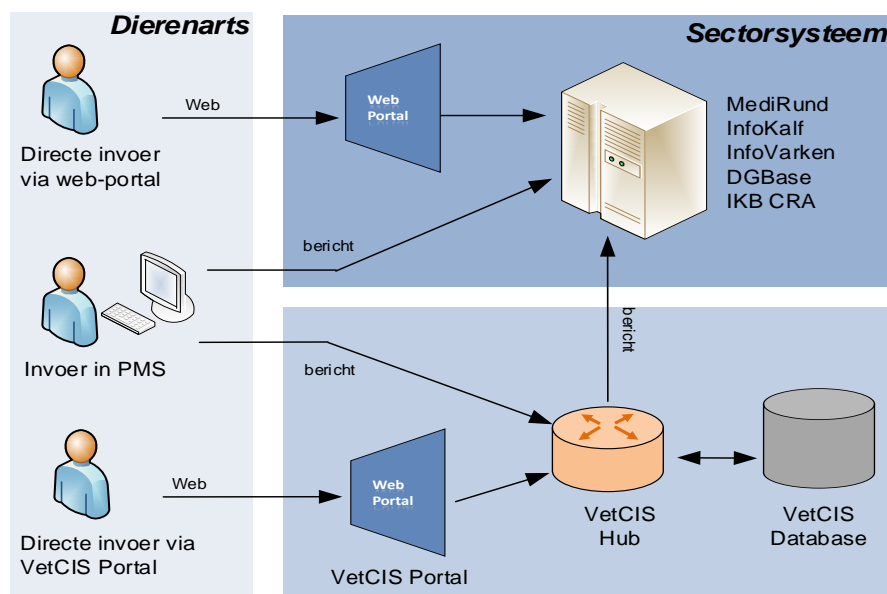 Dierenarts
Sectorsysteem
Web
Web
Portal
MediRund
InfoKalf
InfoVarken
DGBase
IKB CRA
Directe invoer
via web-portal
bericht
bericht
Invoer in PMS
bericht
Web
Web
Portal
VetCIS
Hub
VetCIS
Database
Directe invoer via
VetCIS Portal
VetCIS Portal